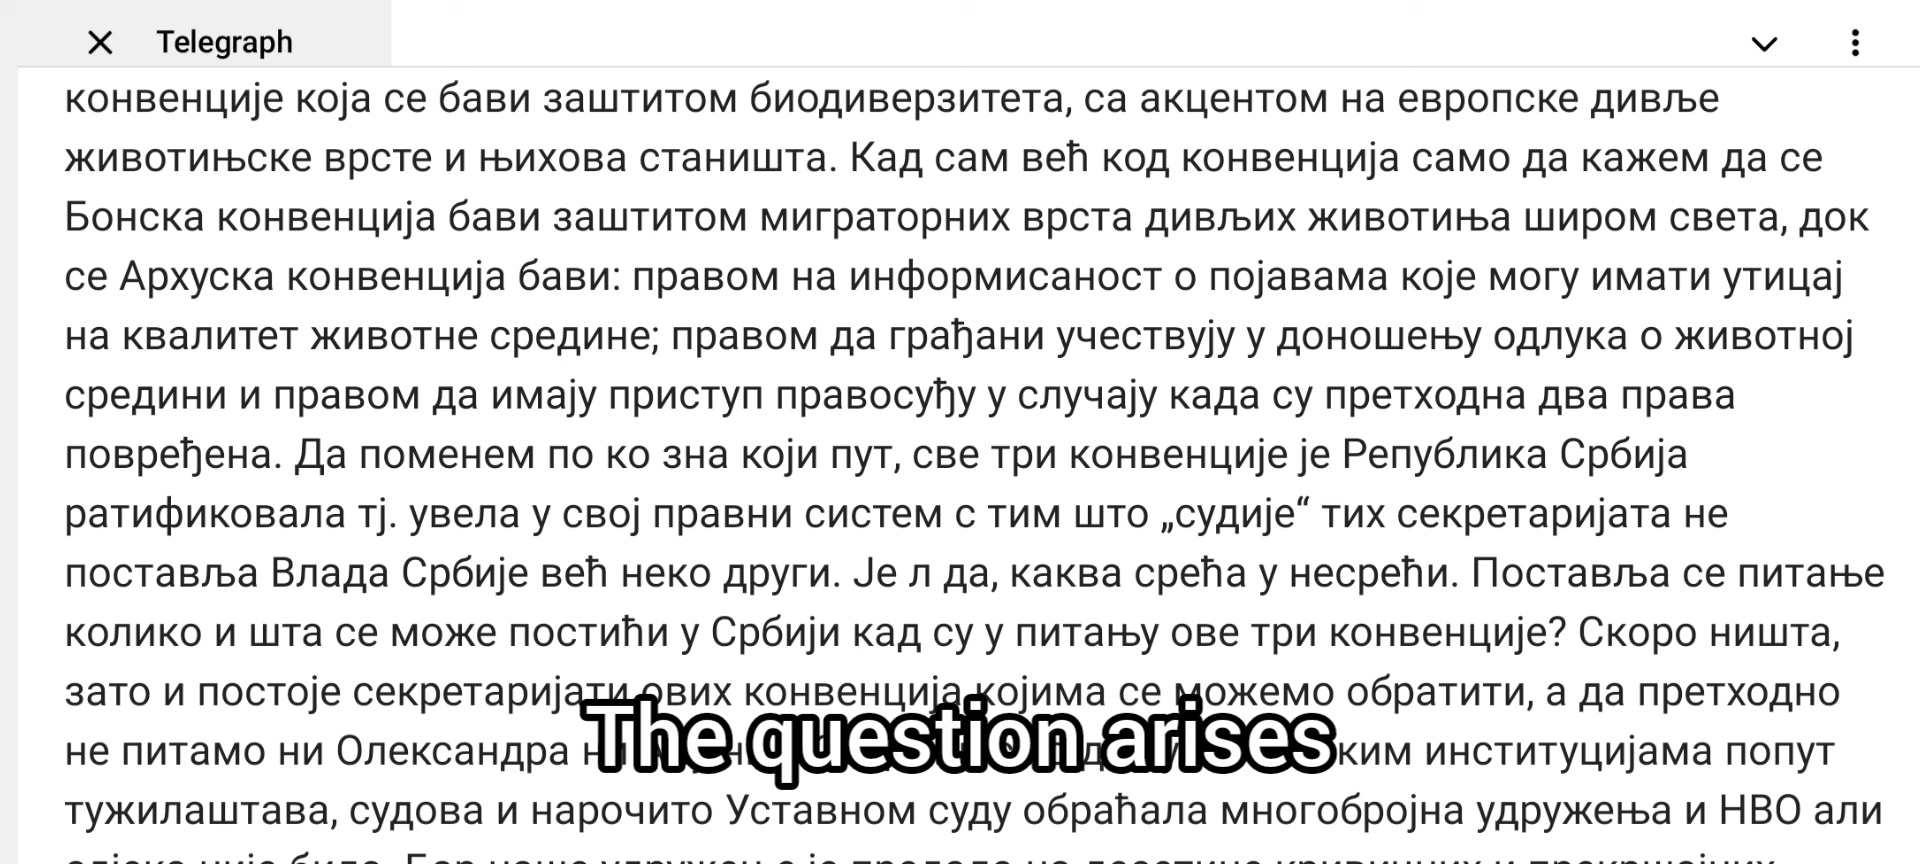 Telegraph
конвенције која се бави заштитом биодиверзитета, са акцентом на европске дивље
животињске врсте и њихова станишта. Кад сам већ код конвенција само да кажем да се
Бонска конвенција бави заштитом миграторних врста дивљих животиња широм света, док
се Архуска конвенција бави: правом на информисаност о појавама које могу имати утицај
на квалитет животне средине; правом да грађани учествују у доношењу одлука о животној
средини и правом да имају приступ правосуђу у случају када су претходна два права
повређена. Да поменем по ко зна који пут, све три конвенције је Република Србија
ратификовала тј. увела у свој правни систем с тим што „судије“ тих секретаријата не
поставља Влада Србије већ неко други. Је л да, каква срећа у несрећи. Поставља се питање
колико и шта се може постићи у Србији кад су у питању ове три конвенције? Скоро ништа,
зато и постоје секретаријати ових конвенција којима се можемо обратити, а да претходно
не питамо ни Олександра институцијама попут
The question arises
тужилаштава, судова и нарочито Уставном суду обраћала многобројна удружења и НВО али